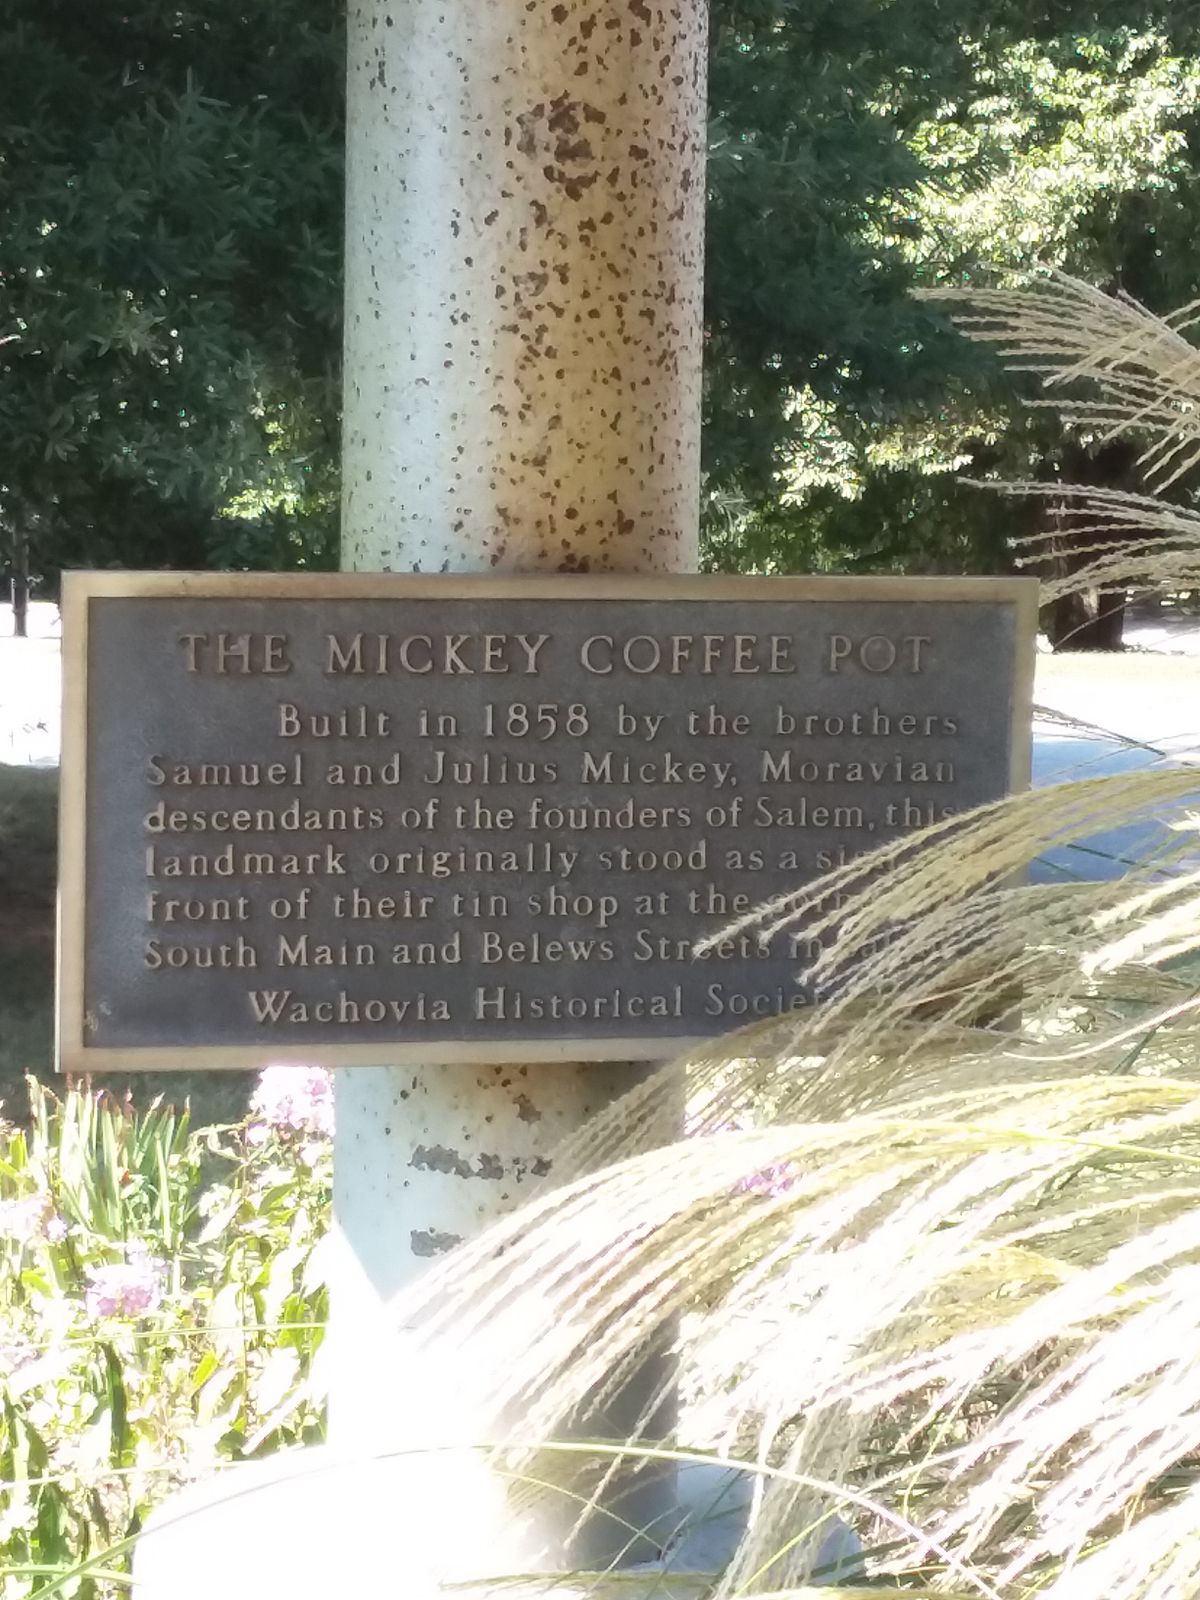 THE MICKEY COFFEE POT
Built in 1858 by the brothers
Samuel and Julius Mickey, Moravian
descendants of the founders of Salem, this
landmark originally stood as a
front of their tin shop at the
South Main and Belews Streets in
Wachovia Historical Society